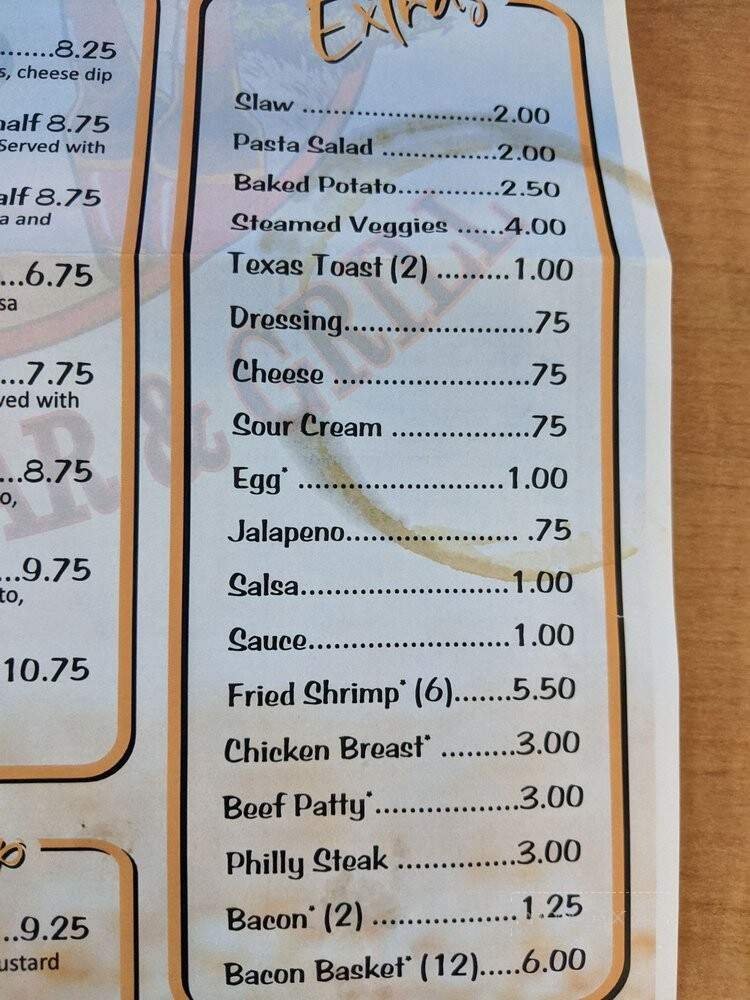 ........8.25
s, cheese dip
half 8.75
Served with
alf 8.75
a and
...6.75
sa
...7.75
ved with
...8.75
o,
...9.75
to,
10.75
...9.25
ustard
Extras
Slaw ..........................2.00
Pasta Salad ................2.00
Baked Potato..............2.50
Steamed Veggies ......4.00
Texas Toast (2) .........1.00
Dressing.......................75
Cheese ........................75
Sour Cream .................75
Egg* .........................1.00
Jalapeno..................... .75
Salsa.........................1.00
Sauce........................1.00
Fried Shrimp* (6).......5.50
Chicken Breast* .........3.00
Beef Patty*.................3.00
Philly Steak ..............3.00
Bacon* (2) .................1.25
Bacon Basket* (12).....6.00
BAR & GRILL